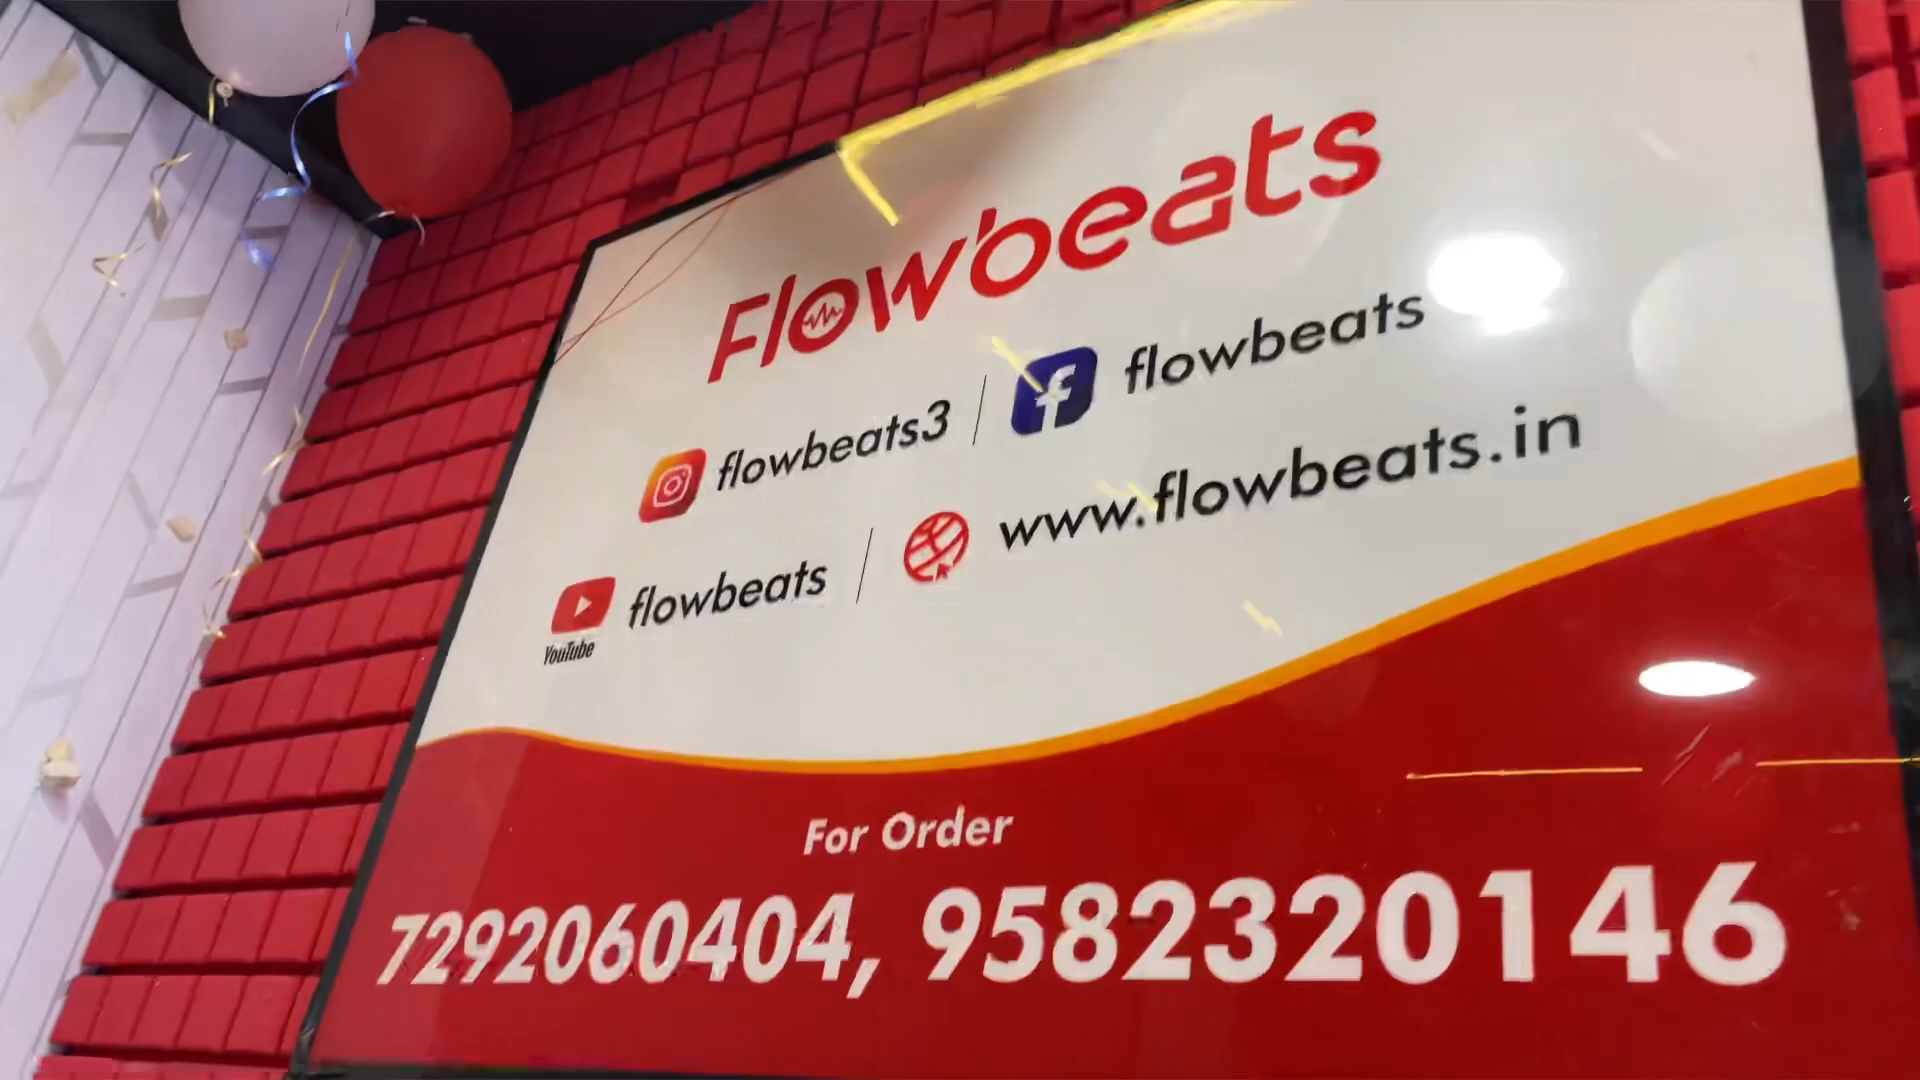 Flowbeats
flowbeats3 | flowbeats
YouTube flowbeats | www.flowbeats.in
For Order
7292060404, 9582320146